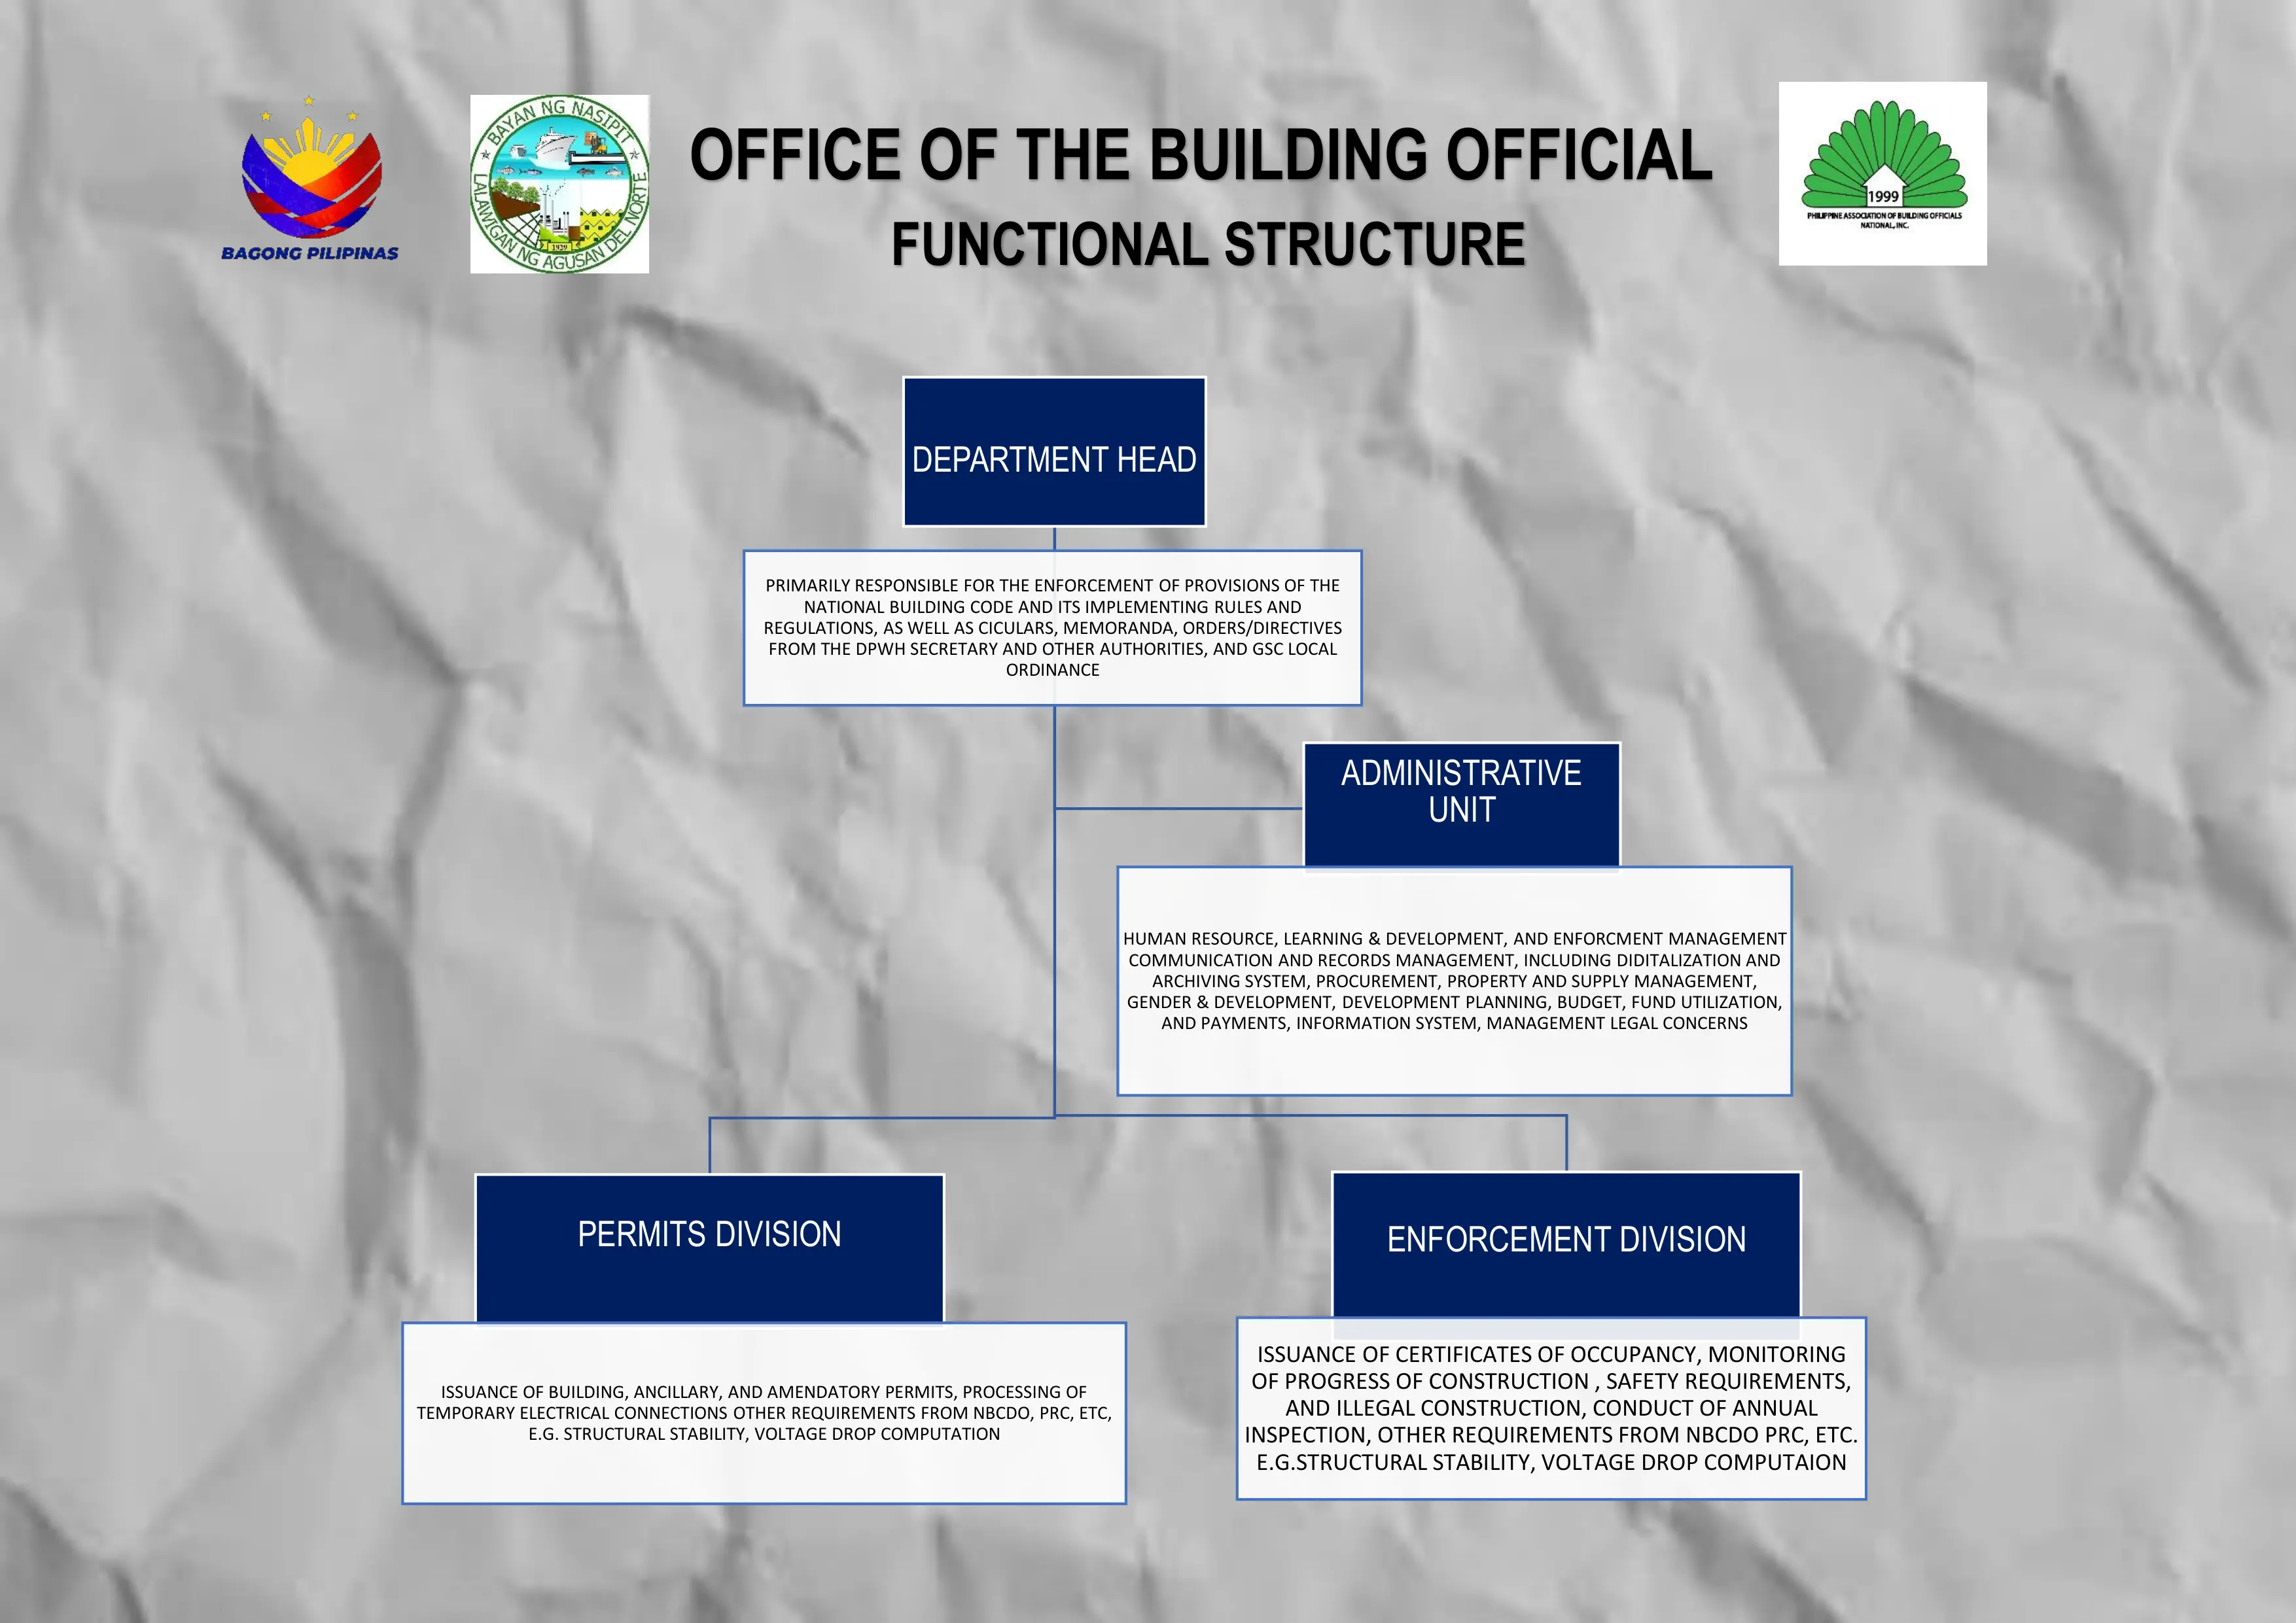 BAGONG PILIPINAS
BAYAN NG NASIPIT
LALAWIGAN NG AGUSAN DEL NORTE
1929
OFFICE OF THE BUILDING OFFICIAL
FUNCTIONAL STRUCTURE
1999
PHILIPPINE ASSOCIATION OF BUILDING OFFICIALS
NATIONAL, INC.
DEPARTMENT HEAD
PRIMARILY RESPONSIBLE FOR THE ENFORCEMENT OF PROVISIONS OF THE
NATIONAL BUILDING CODE AND ITS IMPLEMENTING RULES AND
REGULATIONS, AS WELL AS CICULARS, MEMORANDA, ORDERS/DIRECTIVES
FROM THE DPWH SECRETARY AND OTHER AUTHORITIES, AND GSC LOCAL
ORDINANCE
ADMINISTRATIVE
UNIT
HUMAN RESOURCE, LEARNING & DEVELOPMENT, AND ENFORCMENT MANAGEMENT
COMMUNICATION AND RECORDS MANAGEMENT, INCLUDING DIDITALIZATION AND
ARCHIVING SYSTEM, PROCUREMENT, PROPERTY AND SUPPLY MANAGEMENT,
GENDER & DEVELOPMENT, DEVELOPMENT PLANNING, BUDGET, FUND UTILIZATION,
AND PAYMENTS, INFORMATION SYSTEM, MANAGEMENT LEGAL CONCERNS
PERMITS DIVISION
ISSUANCE OF BUILDING, ANCILLARY, AND AMENDATORY PERMITS, PROCESSING OF
TEMPORARY ELECTRICAL CONNECTIONS OTHER REQUIREMENTS FROM NBCDO, PRC, ETC,
E.G. STRUCTURAL STABILITY, VOLTAGE DROP COMPUTATION
ENFORCEMENT DIVISION
ISSUANCE OF CERTIFICATES OF OCCUPANCY, MONITORING
OF PROGRESS OF CONSTRUCTION , SAFETY REQUIREMENTS,
AND ILLEGAL CONSTRUCTION, CONDUCT OF ANNUAL
INSPECTION, OTHER REQUIREMENTS FROM NBCDO PRC, ETC.
E.G.STRUCTURAL STABILITY, VOLTAGE DROP COMPUTAION